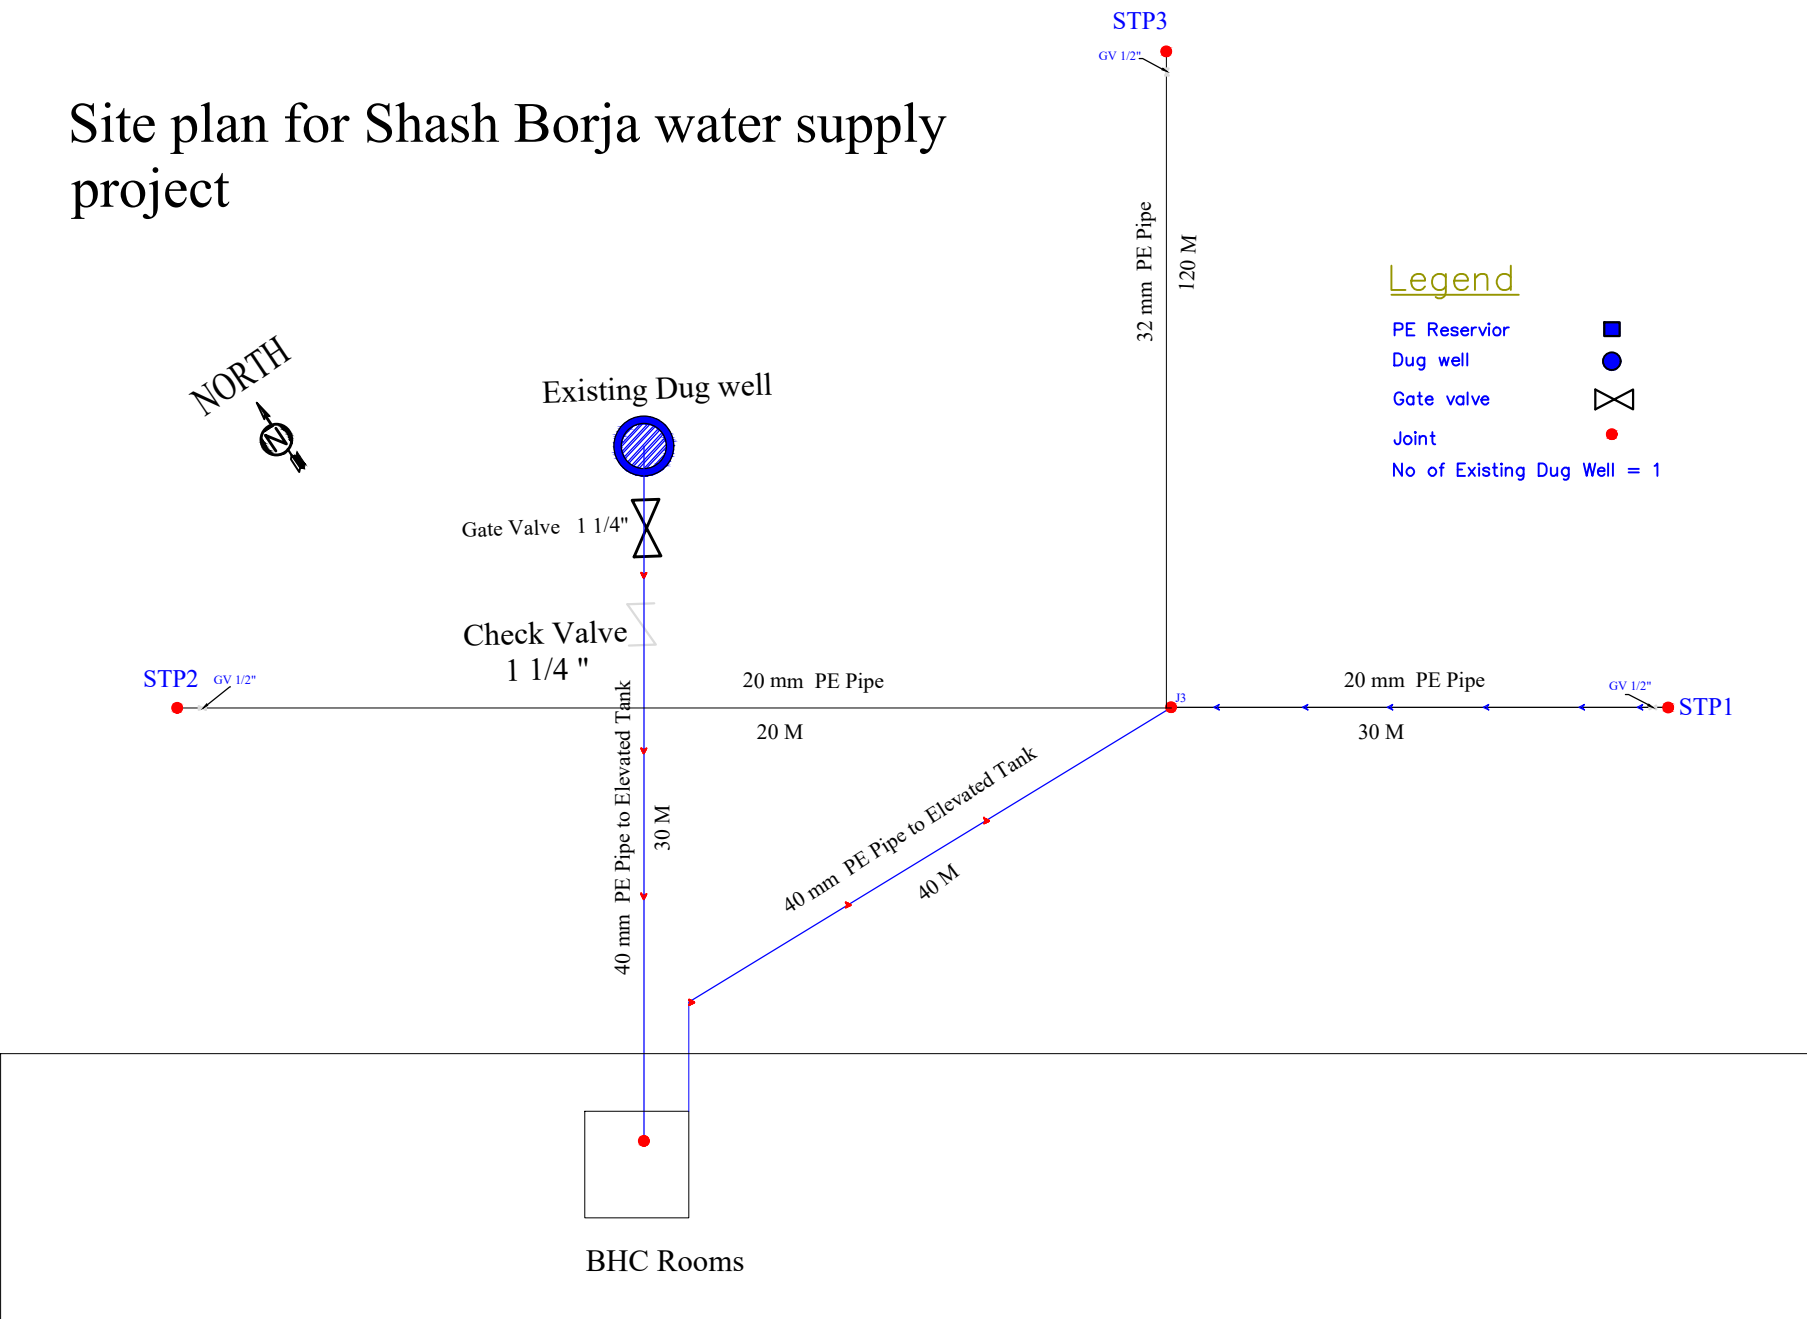 STP3
GV 1/2"
Site plan for Shash Borja water supply
project
32 mm  PE Pipe
120 M
Legend
PE Reservior
Dug well
Gate valve
Joint
No of Existing Dug Well = 1
NORTH
N
Existing Dug well
Gate Valve   1 1/4"
Check Valve
1 1/4 "
STP2
GV 1/2"
20 mm  PE Pipe
20 M
J3
20 mm  PE Pipe
30 M
GV 1/2"
STP1
40 mm  PE Pipe to Elevated Tank
30 M
40 mm  PE Pipe to Elevated Tank
40 M
BHC Rooms